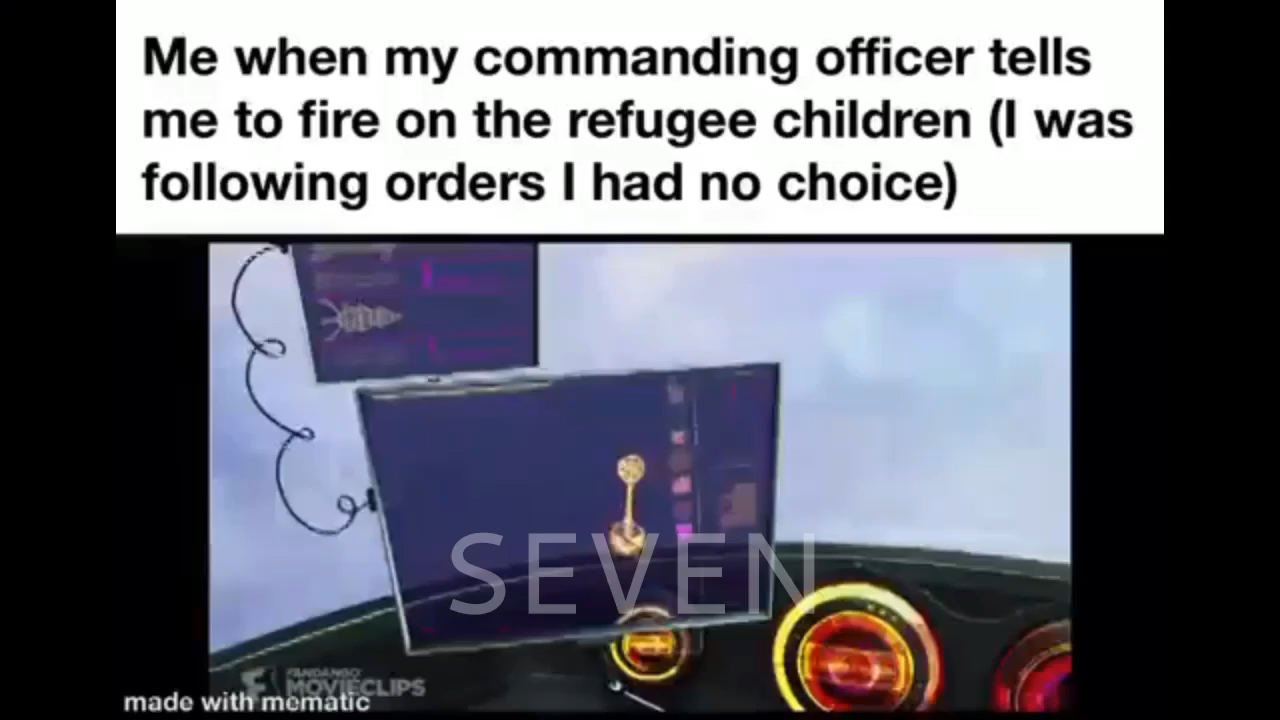 Me when my commanding officer tells
me to fire on the refugee children (I was
following orders I had no choice)
SEVEN
FANDANGO
MOVIECLIPS
made with mematic